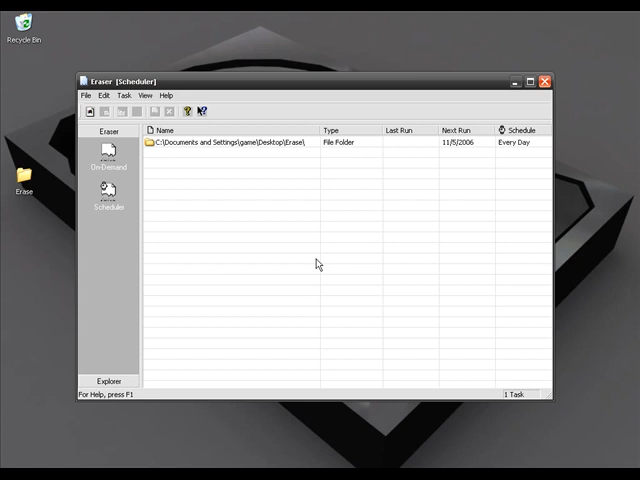 Recycle Bin
Eraser [Scheduler]
File Edit Task View Help
Eraser
Name Type Last Run Next Run Schedule
C:\Documents and Settings\game\Desktop\Erase\ File Folder 11/5/2006 Every Day
On-Demand
Erase
Scheduler
Explorer
For Help, press F1
1 Task